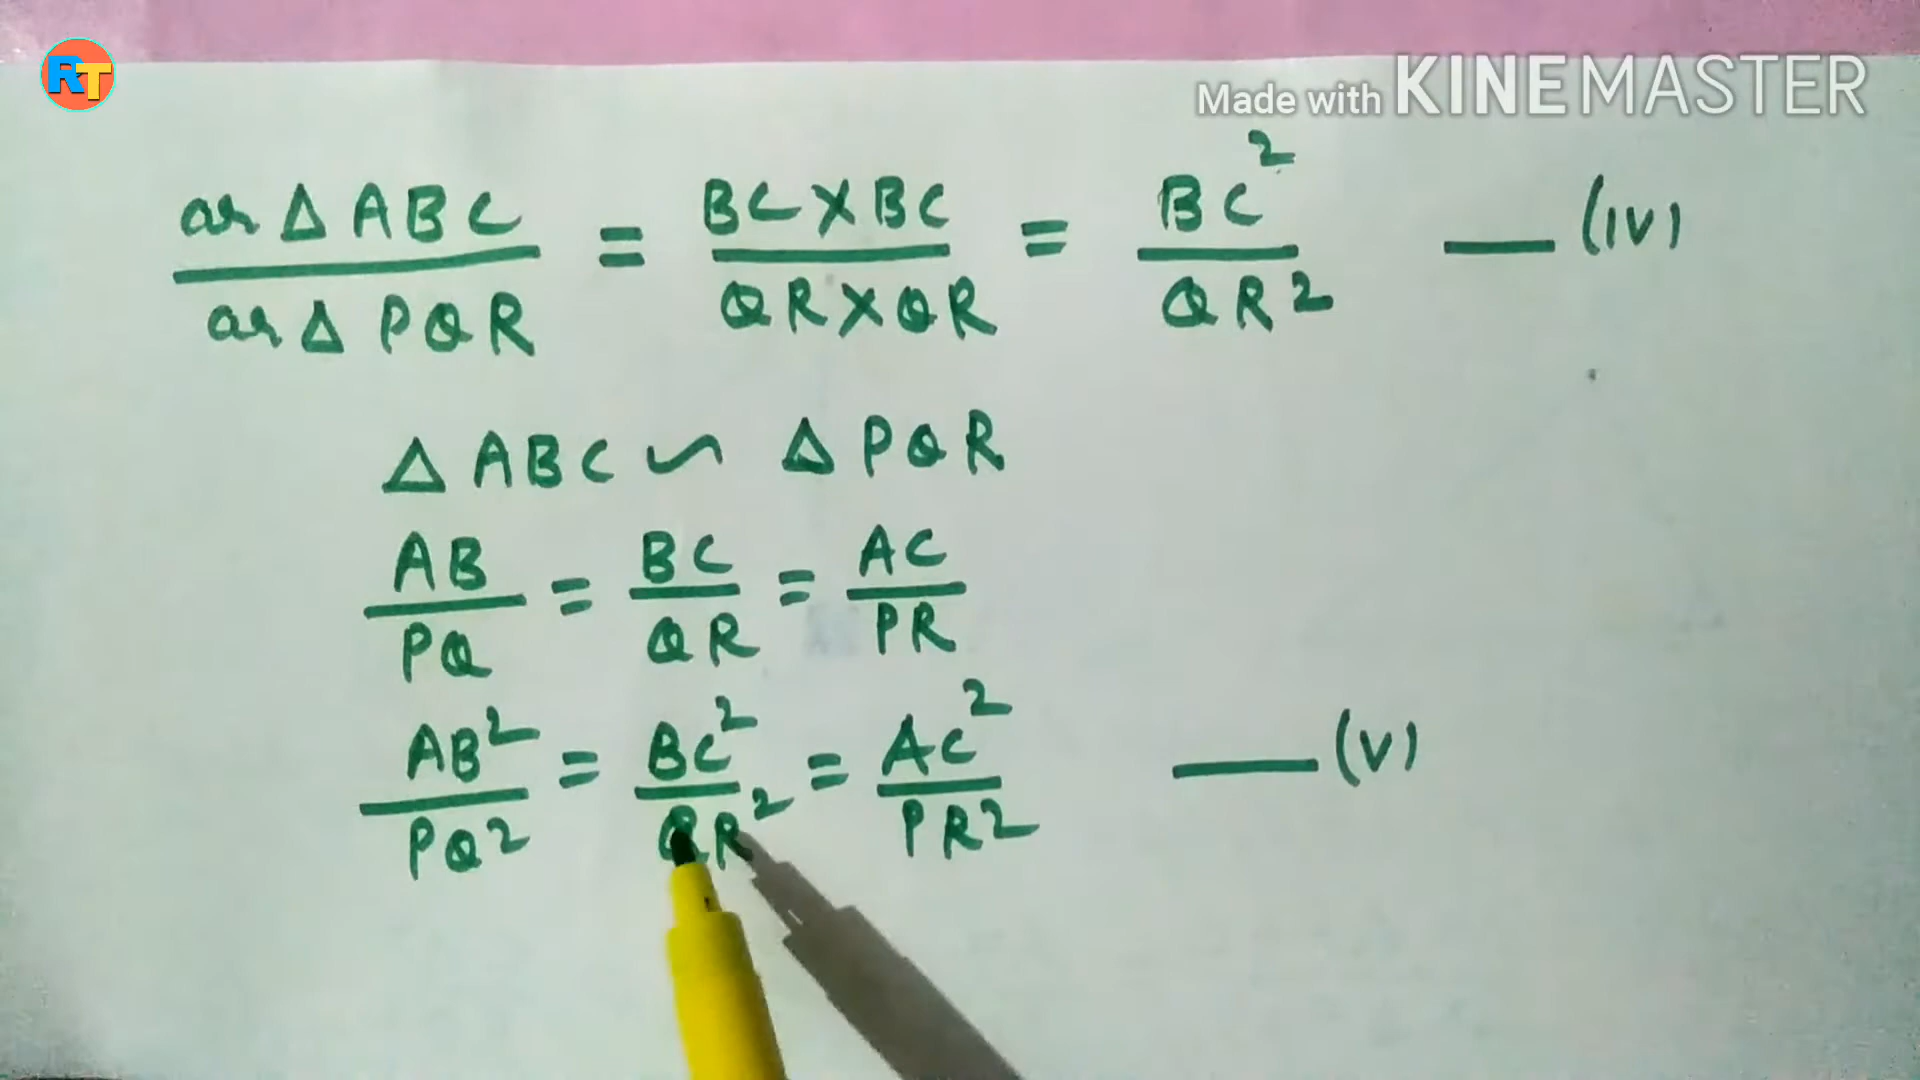 RT
Made with KINEMASTER
ar Δ ABC / ar Δ PQR = BC X BC / QR X QR = BC² / QR² — (iv)
Δ ABC ~ Δ PQR
AB / PQ = BC / QR = AC / PR
AB² / PQ² = BC² / QR² = AC² / PR² — (v)